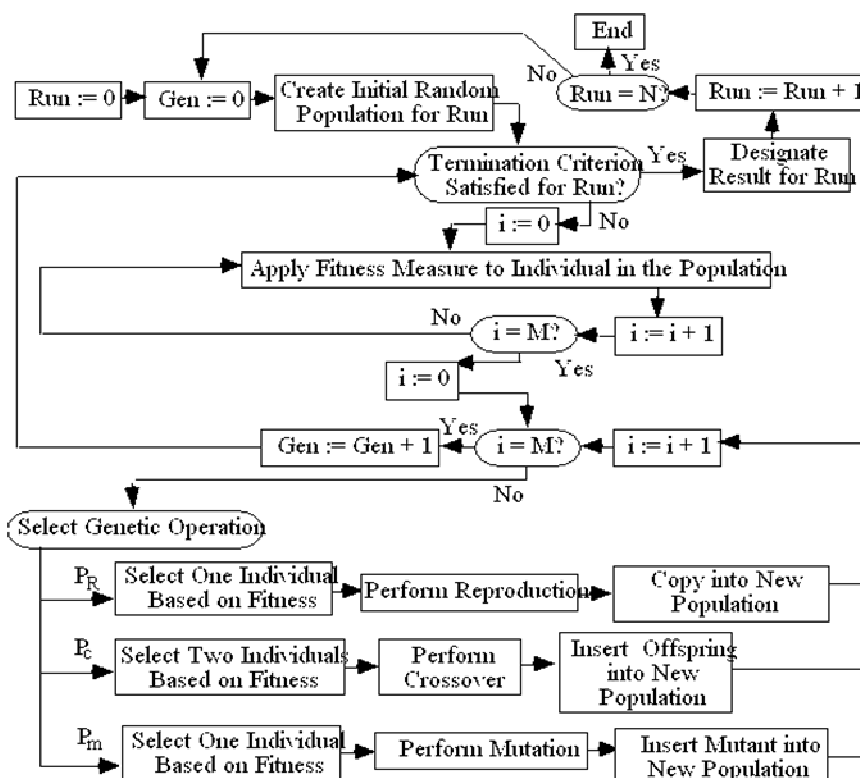 End
No
Yes
Run := 0
Gen := 0
Create Initial Random
Population for Run
Run = N?
Run := Run + 1
Termination Criterion
Satisfied for Run?
Yes
Designate
Result for Run
i := 0
No
Apply Fitness Measure to Individual in the Population
No
i = M?
i := i + 1
Yes
i := 0
Gen := Gen + 1
Yes
i = M?
i := i + 1
No
Select Genetic Operation
PR
Select One Individual
Based on Fitness
Perform Reproduction
Copy into New
Population
Pc
Select Two Individuals
Based on Fitness
Perform
Crossover
Insert Offspring
into New
Population
Pm
Select One Individual
Based on Fitness
Perform Mutation
Insert Mutant into
New Population